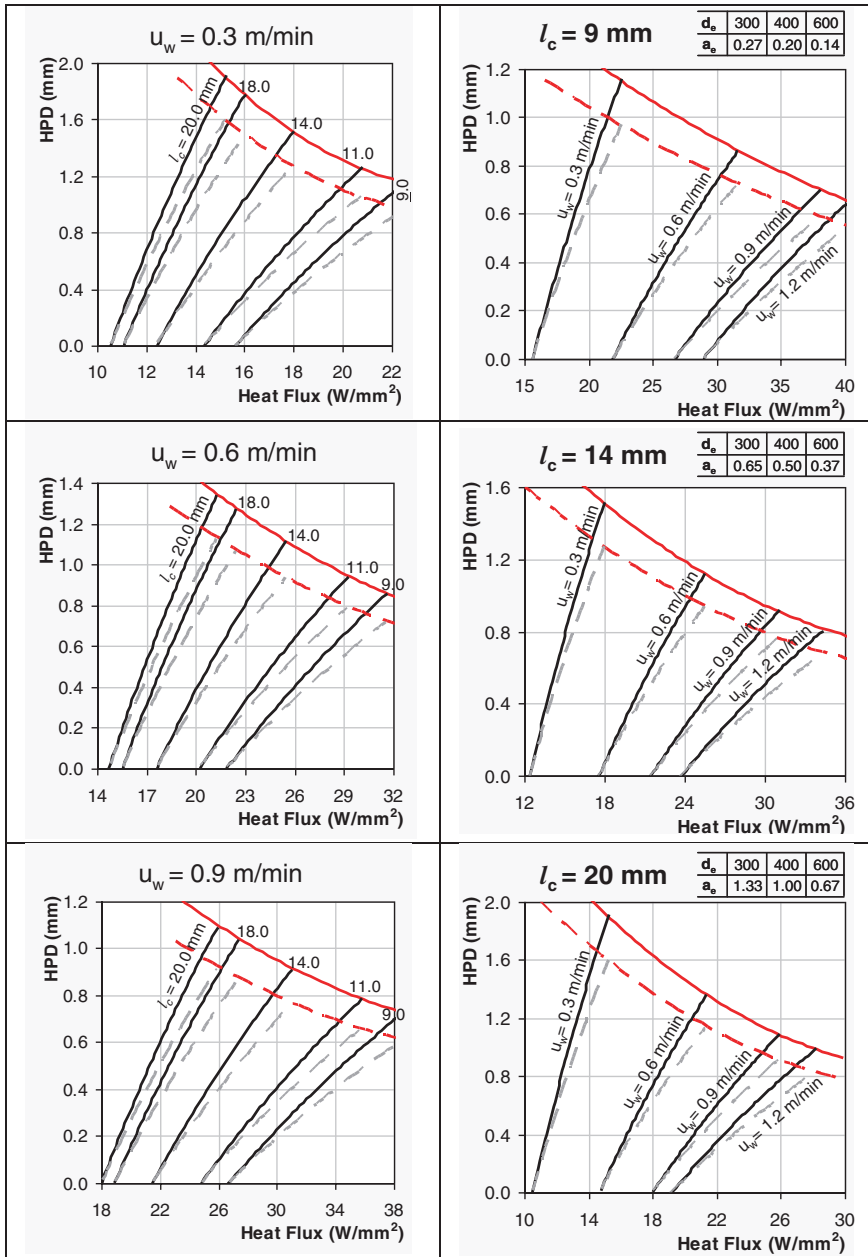 u_w = 0.3 m/min
HPD (mm)
2.0
1.6
1.2
0.8
0.4
0.0
l_c = 20.0 mm
18.0
14.0
11.0
9.0
10 12 14 16 18 20 22
Heat Flux (W/mm²)
l_c = 9 mm
d_e 300 400 600
a_e 0.27 0.20 0.14
HPD (mm)
1.2
1.0
0.8
0.6
0.4
0.2
0.0
u_w = 0.3 m/min
u_w = 0.6 m/min
u_w = 0.9 m/min
u_w = 1.2 m/min
15 20 25 30 35 40
Heat Flux (W/mm²)
u_w = 0.6 m/min
HPD (mm)
1.4
1.2
1.0
0.8
0.6
0.4
0.2
0.0
l_c = 20.0 mm
18.0
14.0
11.0
9.0
14 17 20 23 26 29 32
Heat Flux (W/mm²)
l_c = 14 mm
d_e 300 400 600
a_e 0.65 0.50 0.37
HPD (mm)
1.6
1.2
0.8
0.4
0.0
u_w = 0.3 m/min
u_w = 0.6 m/min
u_w = 0.9 m/min
u_w = 1.2 m/min
12 18 24 30 36
Heat Flux (W/mm²)
u_w = 0.9 m/min
HPD (mm)
1.2
1.0
0.8
0.6
0.4
0.2
0.0
l_c = 20.0 mm
18.0
14.0
11.0
9.0
18 22 26 30 34 38
Heat Flux (W/mm²)
l_c = 20 mm
d_e 300 400 600
a_e 1.33 1.00 0.67
HPD (mm)
2.0
1.6
1.2
0.8
0.4
0.0
u_w = 0.3 m/min
u_w = 0.6 m/min
u_w = 0.9 m/min
u_w = 1.2 m/min
10 14 18 22 26 30
Heat Flux (W/mm²)